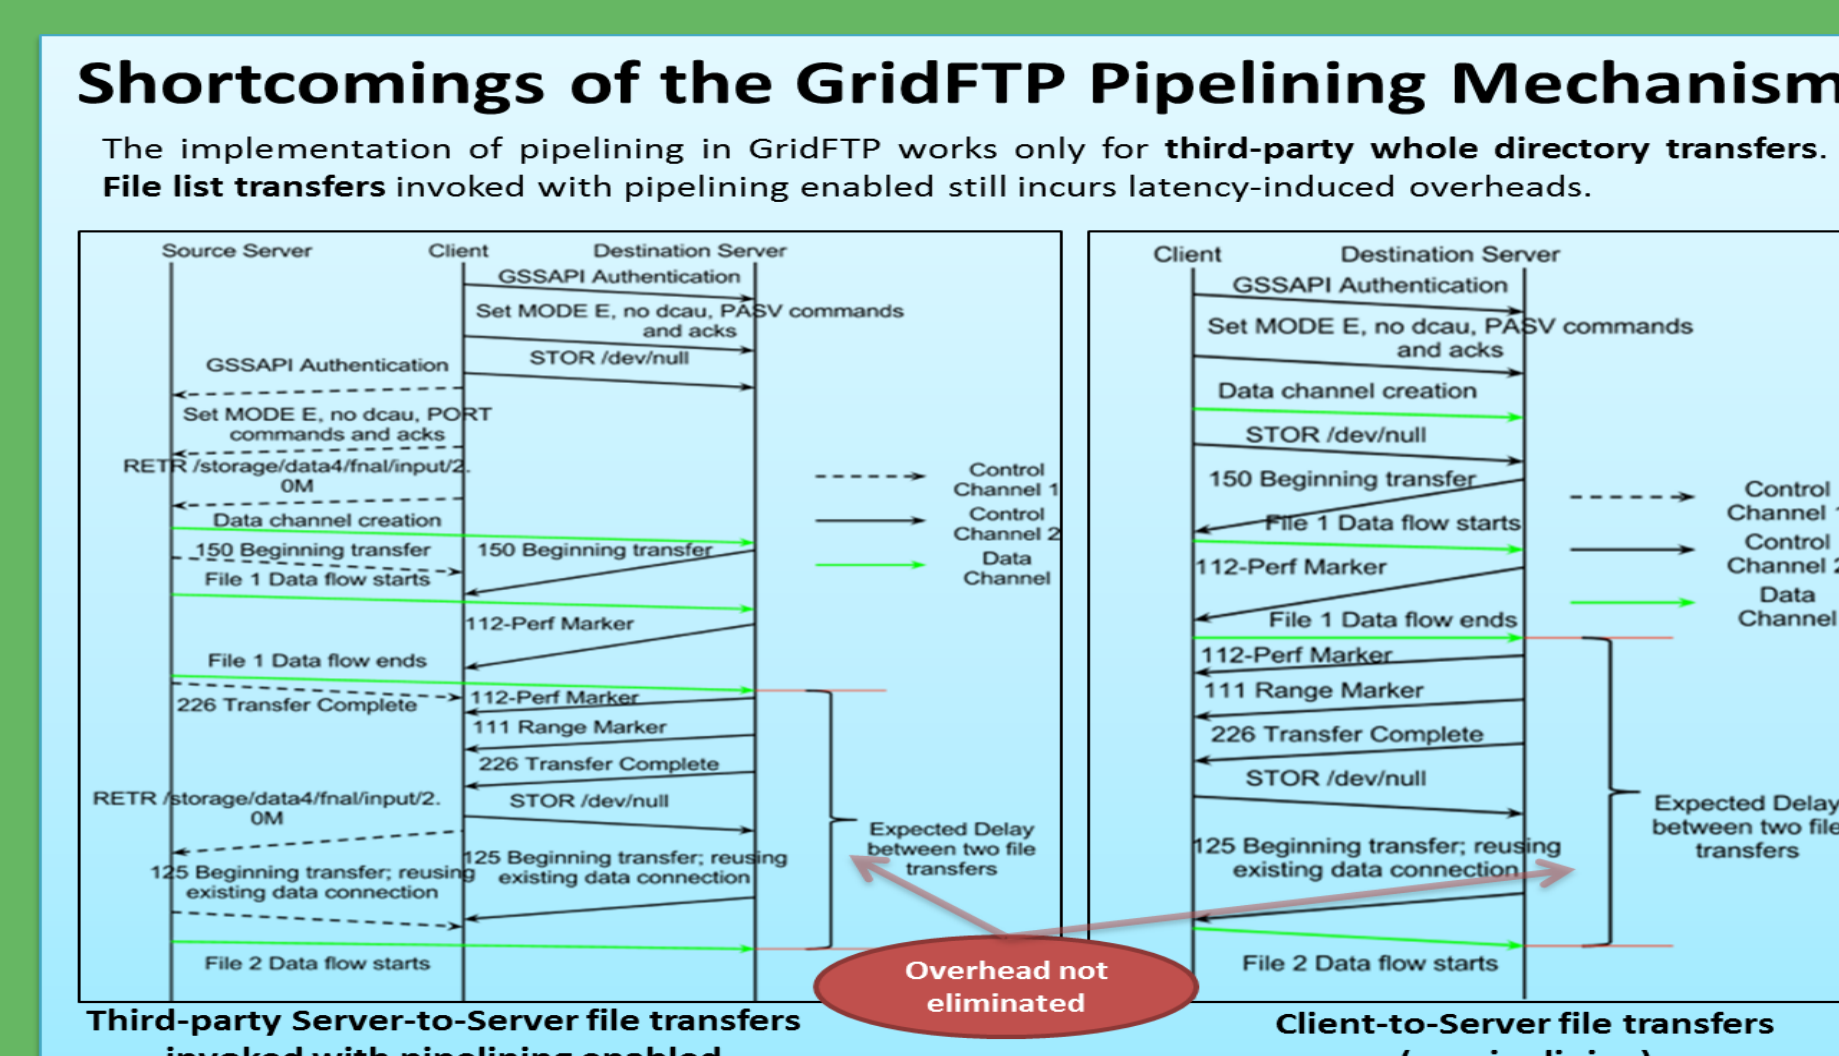 Shortcomings of the GridFTP Pipelining Mechanism
The implementation of pipelining in GridFTP works only for third-party whole directory transfers.
File list transfers invoked with pipelining enabled still incurs latency-induced overheads.
Source Server
Client
Destination Server
GSSAPI Authentication
Set MODE E, no dcau, PASV commands
and acks
STOR /dev/null
GSSAPI Authentication
Set MODE E, no dcau, PORT
commands and acks
RETR /storage/data4/fnal/input/2.
0M
Data channel creation
150 Beginning transfer
150 Beginning transfer
File 1 Data flow starts
112-Perf Marker
File 1 Data flow ends
226 Transfer Complete
112-Perf Marker
111 Range Marker
226 Transfer Complete
STOR /dev/null
RETR /storage/data4/fnal/input/2.
0M
125 Beginning transfer; reusing
existing data connection
125 Beginning transfer; reusing
existing data connection
File 2 Data flow starts
Control
Channel 1
Control
Channel 2
Data
Channel
Expected Delay
between two file
transfers
Client
Destination Server
GSSAPI Authentication
Set MODE E, no dcau, PASV commands
and acks
Data channel creation
STOR /dev/null
150 Beginning transfer
File 1 Data flow starts
112-Perf Marker
File 1 Data flow ends
112-Perf Marker
111 Range Marker
226 Transfer Complete
STOR /dev/null
125 Beginning transfer; reusing
existing data connection
File 2 Data flow starts
Control
Channel 1
Control
Channel 2
Data
Channel
Expected Delay
between two file
transfers
Overhead not
eliminated
Third-party Server-to-Server file transfers
invoked with pipelining enabled
Client-to-Server file transfers